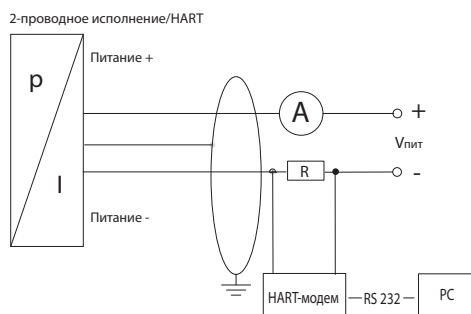 2-проводное исполнение/HART
Питание +
p
A
+
Vпит
R
-
I
Питание -
HART-модем
RS 232
PC